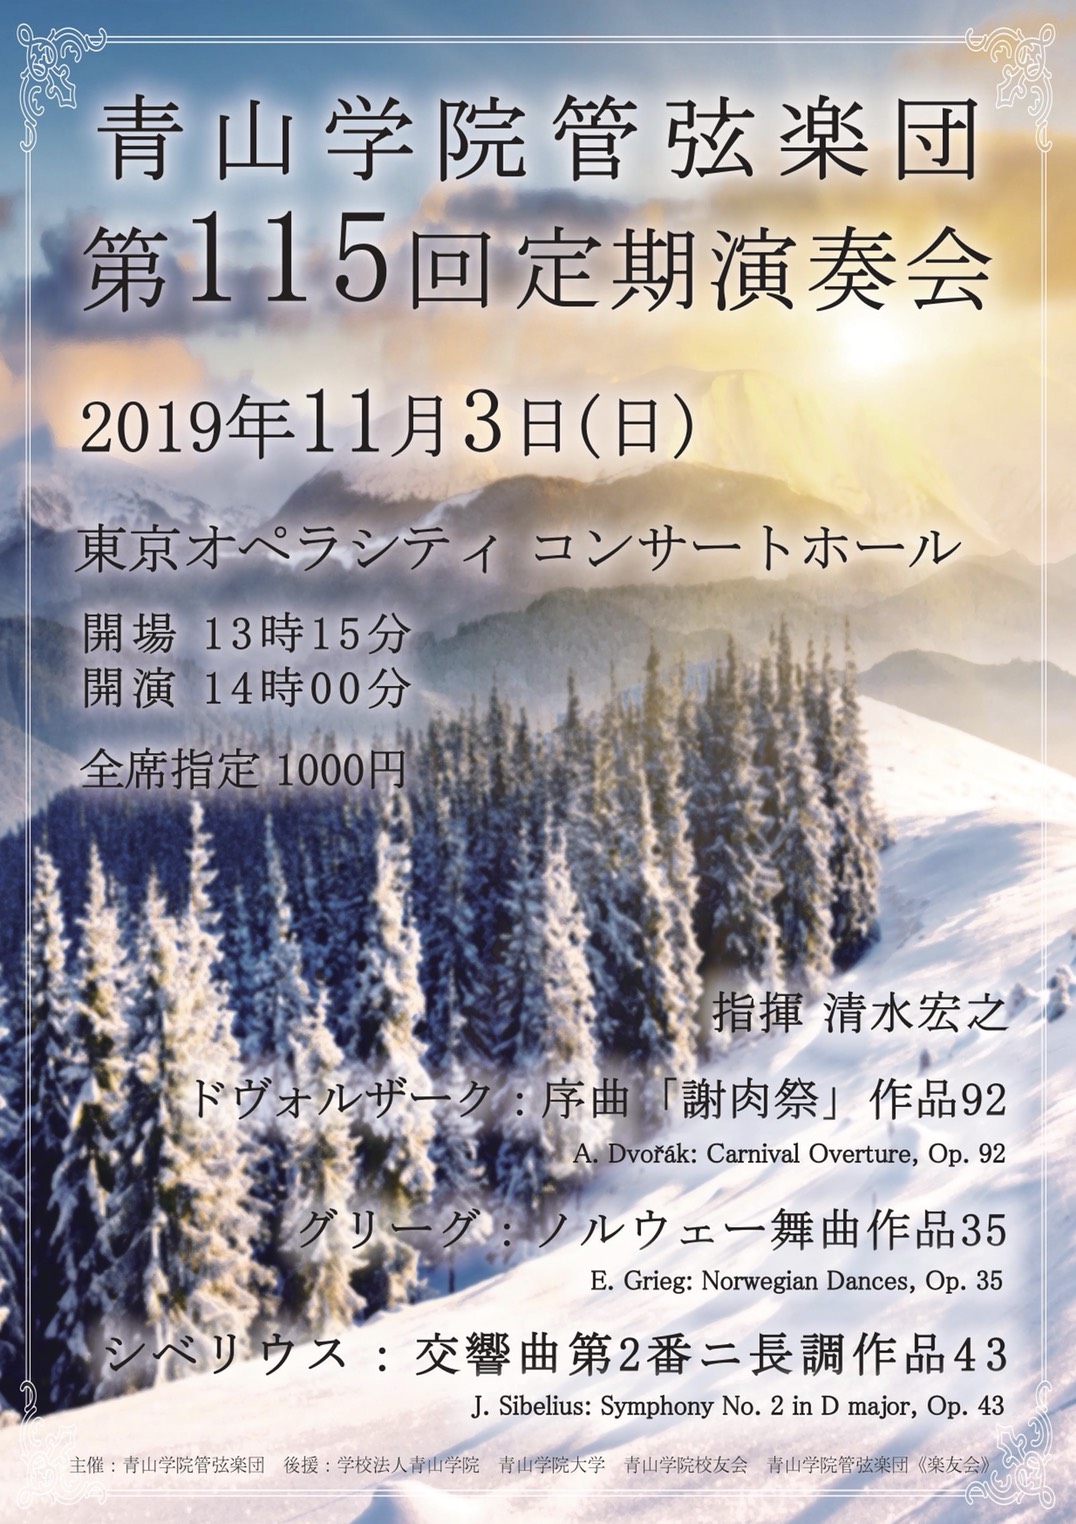 青山学院管弦楽団
第115回定期演奏会
2019年11月3日(日)
東京オペラシティ コンサートホール
開場 13時15分
開演 14時00分
全席指定 1000円
指揮 清水宏之
ドヴォルザーク：序曲「謝肉祭」作品92
A. Dvořák: Carnival Overture, Op. 92
グリーグ：ノルウェー舞曲作品35
E. Grieg: Norwegian Dances, Op. 35
シベリウス：交響曲第2番ニ長調作品43
J. Sibelius: Symphony No. 2 in D major, Op. 43
主催：青山学院管弦楽団　後援：学校法人青山学院　青山学院大学　青山学院校友会　青山学院管弦楽団《楽友会》